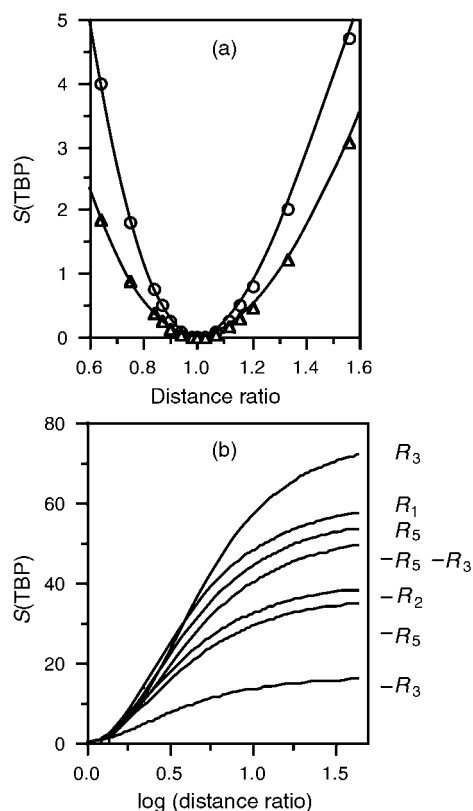 (a)
5
4
3
2
1
0
S(TBP)
0.6 0.8 1.0 1.2 1.4 1.6
Distance ratio
(b)
80
60
40
20
0
S(TBP)
R3
R1
R5
−R5 −R3
−R2
−R5
−R3
0.0 0.5 1.0 1.5
log (distance ratio)